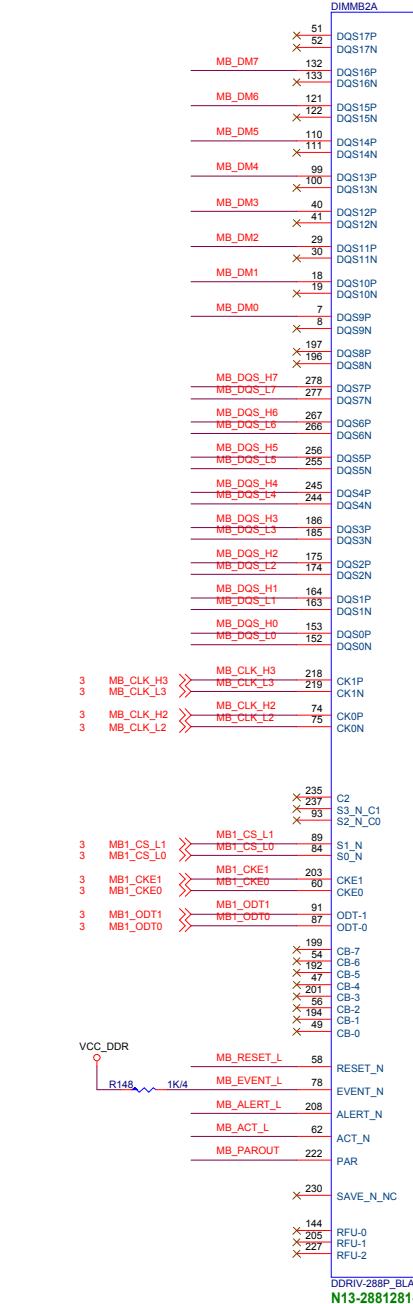 DIMMB2A
51 DQS17P
52 DQS17N
MB_DM7 132 DQS16P
133 DQS16N
MB_DM6 121 DQS15P
122 DQS15N
MB_DM5 110 DQS14P
111 DQS14N
MB_DM4 99 DQS13P
100 DQS13N
MB_DM3 40 DQS12P
41 DQS12N
MB_DM2 29 DQS11P
30 DQS11N
MB_DM1 18 DQS10P
19 DQS10N
MB_DM0 7 DQS9P
8 DQS9N
197 DQS8P
196 DQS8N
MB_DQS_H7 278 DQS7P
MB_DQS_L7 277 DQS7N
MB_DQS_H6 267 DQS6P
MB_DQS_L6 266 DQS6N
MB_DQS_H5 256 DQS5P
MB_DQS_L5 255 DQS5N
MB_DQS_H4 245 DQS4P
MB_DQS_L4 244 DQS4N
MB_DQS_H3 186 DQS3P
MB_DQS_L3 185 DQS3N
MB_DQS_H2 175 DQS2P
MB_DQS_L2 174 DQS2N
MB_DQS_H1 164 DQS1P
MB_DQS_L1 163 DQS1N
MB_DQS_H0 153 DQS0P
MB_DQS_L0 152 DQS0N
3 MB_CLK_H3 MB_CLK_H3 218 CK1P
3 MB_CLK_L3 MB_CLK_L3 219 CK1N
3 MB_CLK_H2 MB_CLK_H2 74 CK0P
3 MB_CLK_L2 MB_CLK_L2 75 CK0N
235 C2
237 S3_N_C1
93 S2_N_C0
3 MB1_CS_L1 MB1_CS_L1 89 S1_N
3 MB1_CS_L0 MB1_CS_L0 84 S0_N
3 MB1_CKE1 MB1_CKE1 203 CKE1
3 MB1_CKE0 MB1_CKE0 60 CKE0
3 MB1_ODT1 MB1_ODT1 91 ODT-1
3 MB1_ODT0 MB1_ODT0 87 ODT-0
199 CB-7
54 CB-6
192 CB-5
47 CB-4
201 CB-3
56 CB-2
194 CB-1
49 CB-0
VCC_DDR
MB_RESET_L 58 RESET_N
R148 1K/4 MB_EVENT_L 78 EVENT_N
MB_ALERT_L 208 ALERT_N
MB_ACT_L 62 ACT_N
MB_PAROUT 222 PAR
230 SAVE_N_NC
144 RFU-0
205 RFU-1
227 RFU-2
DDRIV-288P_BLA
N13-2881281